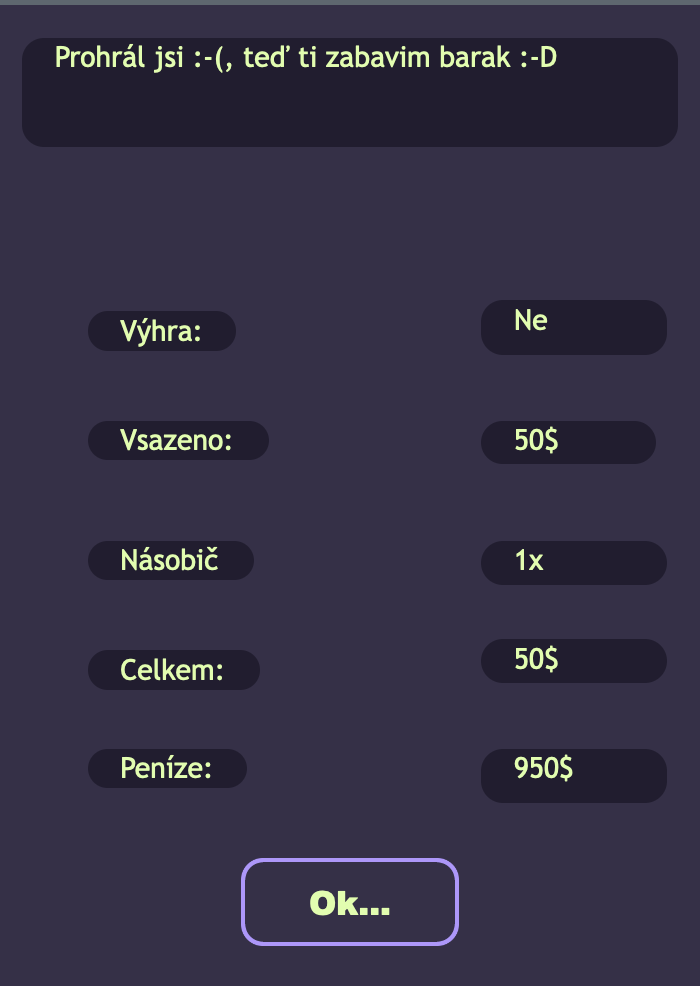 Prohrál jsi :-(, teď ti zabavim barak :-D
Výhra: Ne
Vsazeno: 50$
Násobič 1x
Celkem: 50$
Peníze: 950$
Ok...